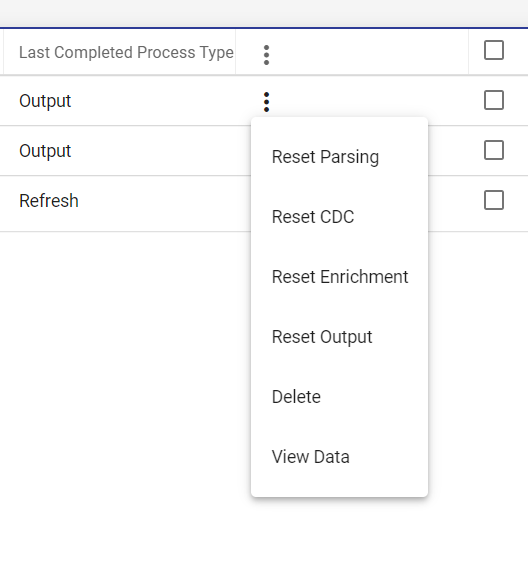 Last Completed Process Type
Output
Output
Refresh
Reset Parsing
Reset CDC
Reset Enrichment
Reset Output
Delete
View Data